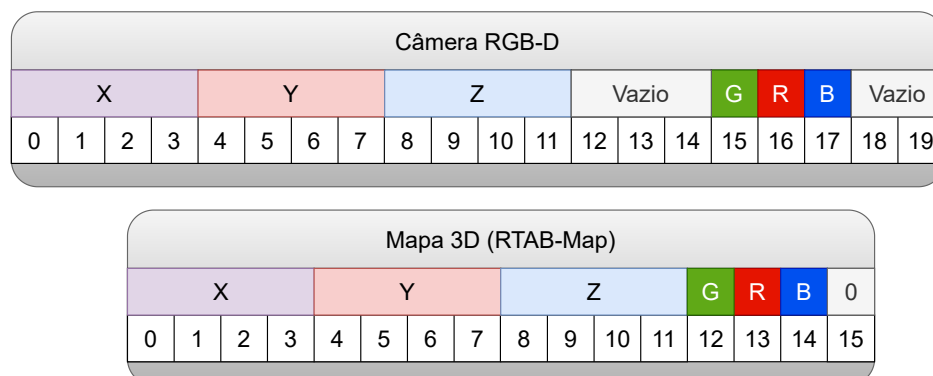 Câmera RGB-D
X Y Z Vazio G R B Vazio
0 1 2 3 4 5 6 7 8 9 10 11 12 13 14 15 16 17 18 19
Mapa 3D (RTAB-Map)
X Y Z G R B 0
0 1 2 3 4 5 6 7 8 9 10 11 12 13 14 15